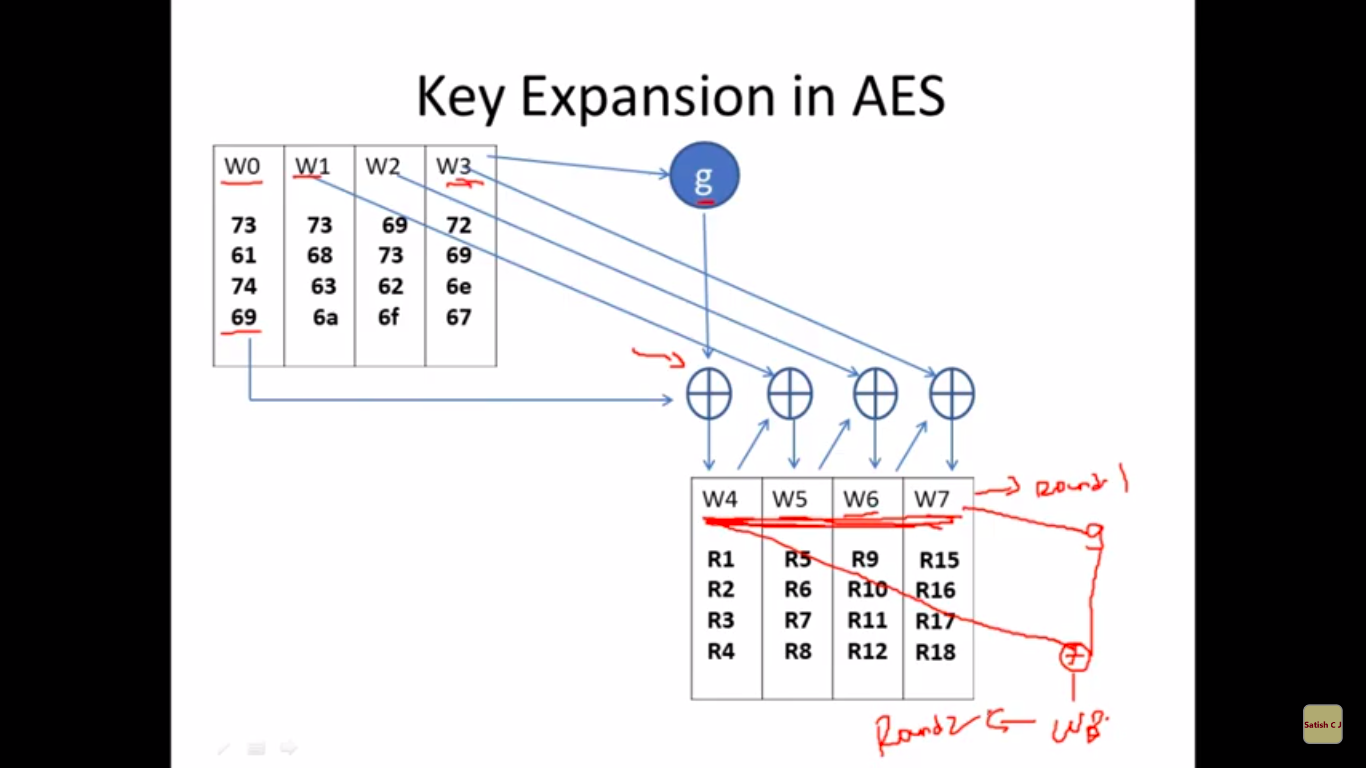 Key Expansion in AES
W0 W1 W2 W3
73 73 69 72
61 68 73 69
74 63 62 6e
69 6a 6f 67
g
W4 W5 W6 W7
Round 1
g
R1 R5 R9 R15
R2 R6 R10 R16
R3 R7 R11 R17
R4 R8 R12 R18
Round 2 W8
Satish C J